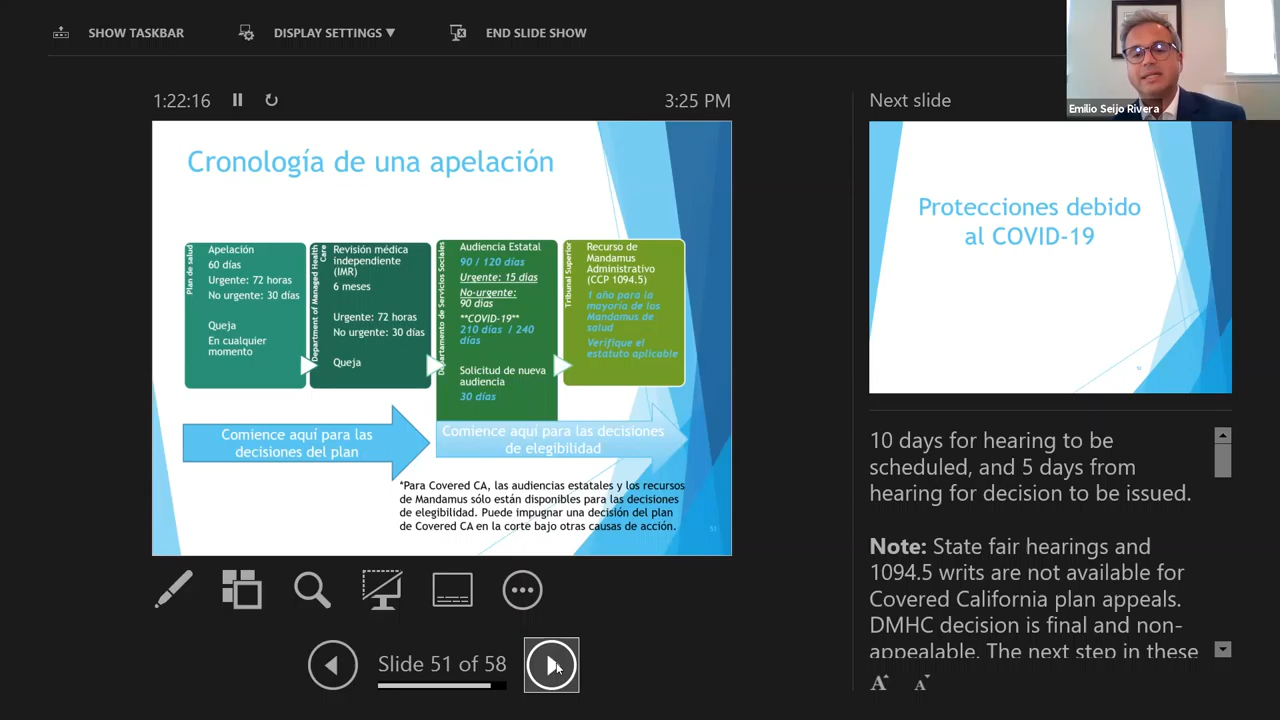 SHOW TASKBAR
DISPLAY SETTINGS ▼
END SLIDE SHOW
Emilio Seijo Rivera
1:22:16
3:25 PM
Next slide
Cronología de una apelación
Plan de salud
Apelación
60 días
Urgente: 72 horas
No urgente: 30 días
Queja
En cualquier
momento
Department of Managed Health
Care
Revisión médica
independiente
(IMR)
6 meses
Urgente: 72 horas
No urgente: 30 días
Queja
Departamento de Servicios Sociales
Audiencia Estatal
90 / 120 días
Urgente: 15 dias
No-urgente:
90 días
**COVID-19**
210 días / 240
días
Solicitud de nueva
audiencia
30 días
Tribunal Superior
Recurso de
Mandamus
Administrativo
(CCP 1094.5)
1 año para la
mayoría de los
Mandamus de
salud
Verifique el
estatuto aplicable
Comience aquí para las
decisiones del plan
Comience aquí para las decisiones
de elegibilidad
*Para Covered CA, las audiencias estatales y los recursos
de Mandamus sólo están disponibles para las decisiones
de elegibilidad. Puede impugnar una decisión del plan
de Covered CA en la corte bajo otras causas de acción.
51
Protecciones debido
al COVID-19
10 days for hearing to be
scheduled, and 5 days from
hearing for decision to be issued.
Note: State fair hearings and
1094.5 writs are not available for
Covered California plan appeals.
DMHC decision is final and non-
appealable. The next step in these
Slide 51 of 58
A A